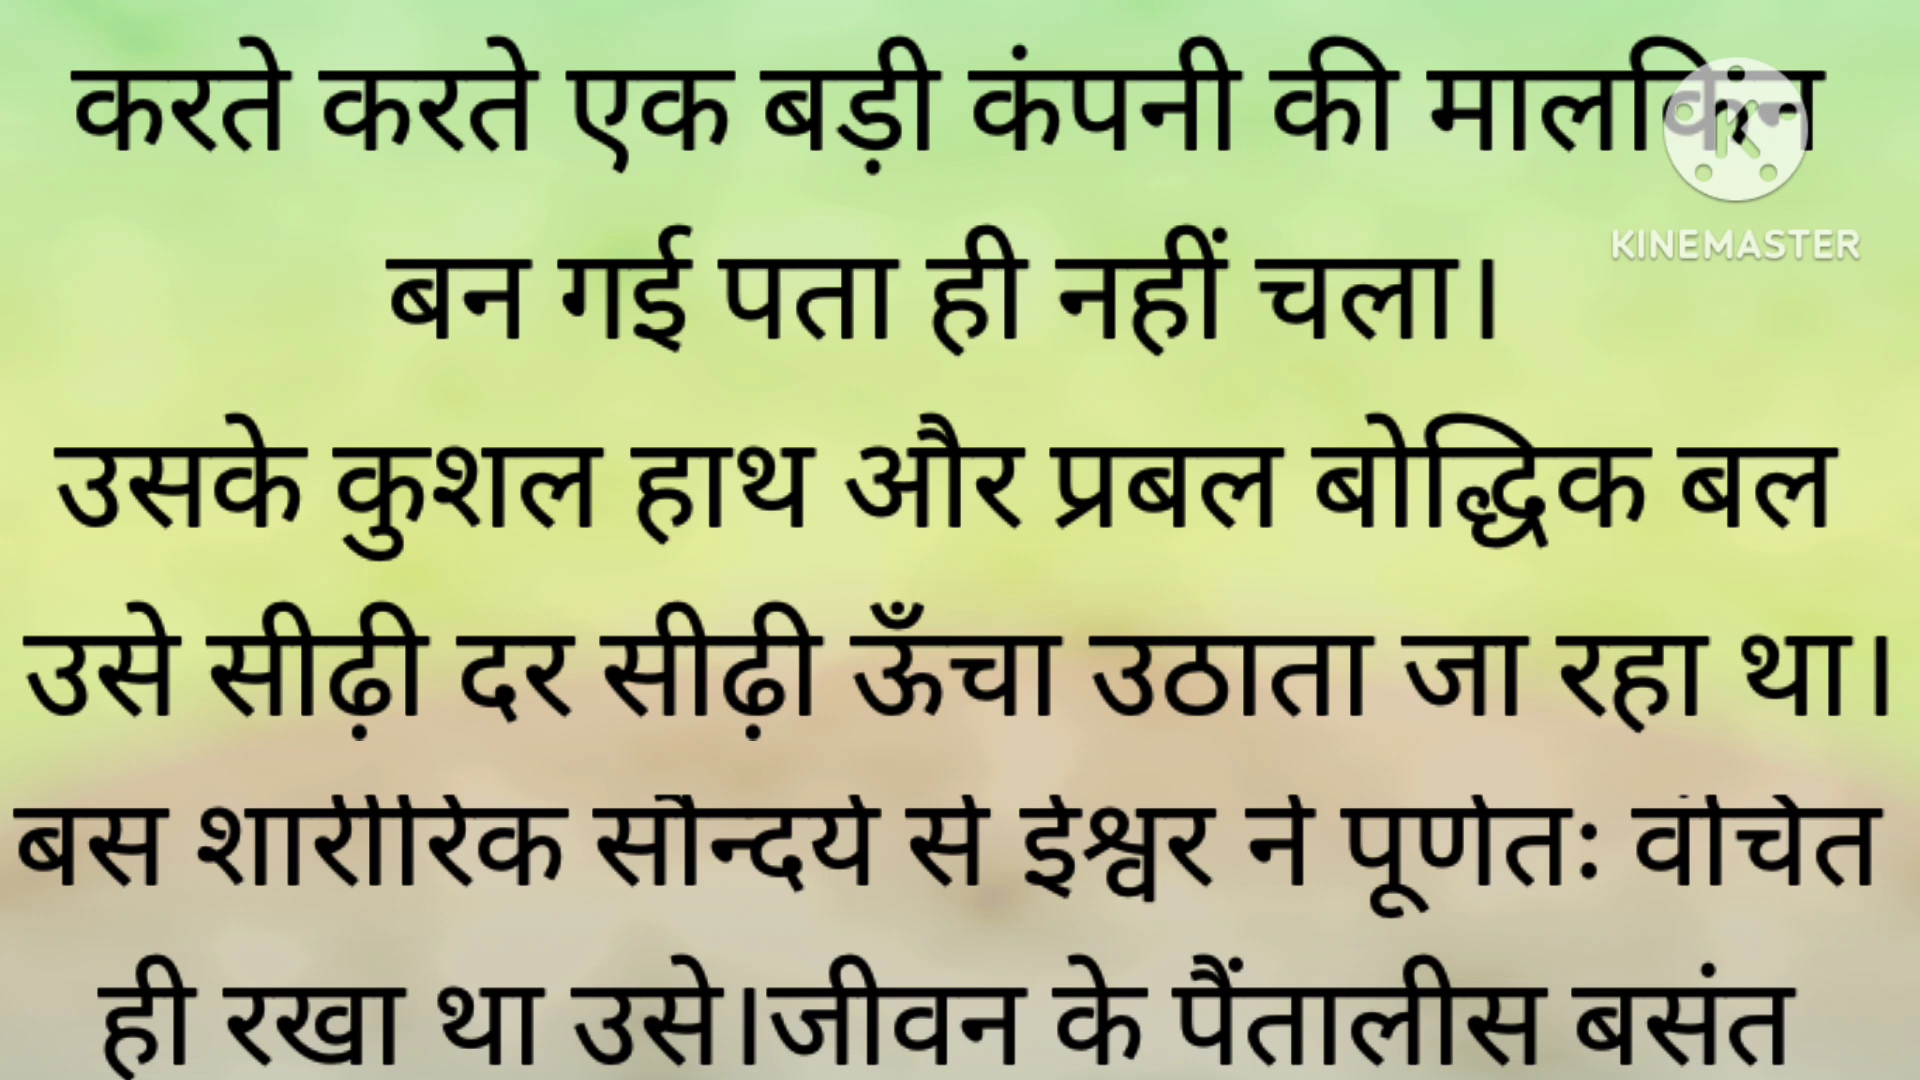 करते करते एक बड़ी कंपनी की मालकिन
KINEMASTER
बन गई पता ही नहीं चला।
उसके कुशल हाथ और प्रबल बोद्धिक बल
उसे सीढ़ी दर सीढ़ी ऊँचा उठाता जा रहा था।
बस शारीरिक सौन्दर्य से ईश्वर ने पूर्णतः वंचित
ही रखा था उसे।जीवन के पैंतालीस बसंत